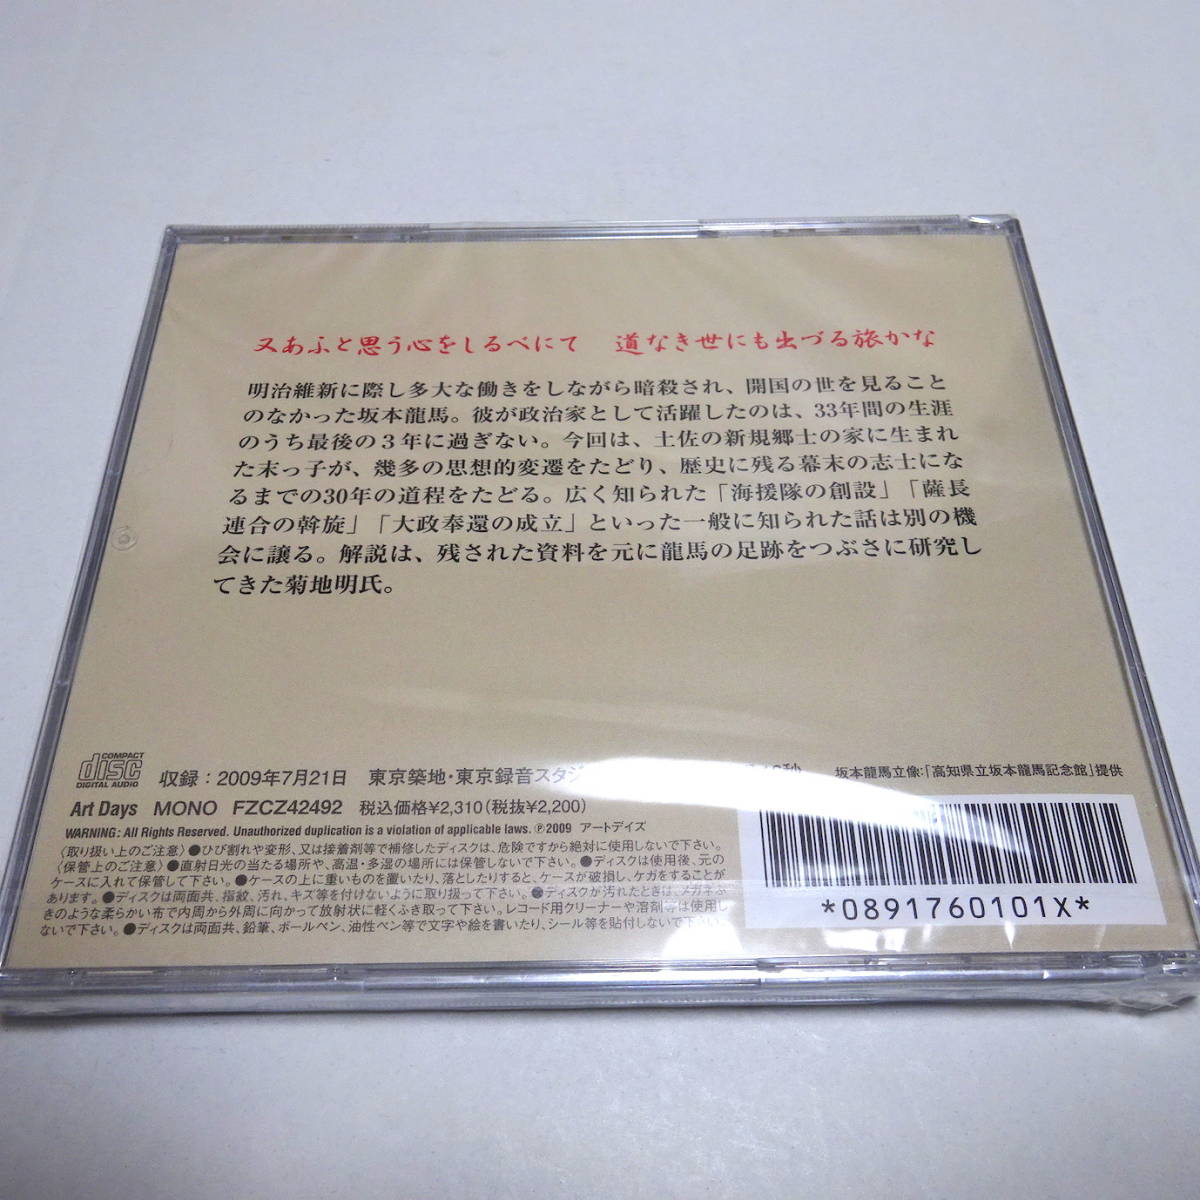 又あふと思う心をしるべにて　道なき世にも出づる旅かな
明治維新に際し多大な働きをしながら暗殺され、開国の世を見ること
のなかった坂本龍馬。彼が政治家として活躍したのは、33年間の生涯
のうち最後の３年に過ぎない。今回は、土佐の新規郷士の家に生まれ
た末っ子が、幾多の思想的変遷をたどり、歴史に残る幕末の志士にな
るまでの30年の道程をたどる。広く知られた「海援隊の創設」「薩長
連合の斡旋」「大政奉還の成立」といった一般に知られた話は別の機
会に譲る。解説は、残された資料を元に龍馬の足跡をつぶさに研究し
てきた菊地明氏。
COMPACT
disc
DIGITAL AUDIO
収録：2009年7月21日　東京築地・東京録音スタジ
秒
坂本龍馬立像：「高知県立坂本龍馬記念館」提供
Art Days　MONO　FZCZ42492　税込価格¥2,310（税抜¥2,200）
WARNING: All Rights Reserved. Unauthorized duplication is a violation of applicable laws. ℗2009　アートデイズ
〈取り扱い上のご注意〉●ひび割れや変形、又は接着剤等で補修したディスクは、危険ですから絶対に使用しないで下さい。
〈保管上のご注意〉●直射日光の当たる場所や、高温・多湿の場所には保管しないで下さい。●ディスクは使用後、元の
ケースに入れて保管して下さい。●ケースの上に重いものを置いたり、落としたりすると、ケースが破損し、ケガをすることが
あります。●ディスクは両面共、指紋、汚れ、キズ等を付けないように取り扱って下さい。●ディスクが汚れたときは、メガネふ
きのような柔らかい布で内周から外周に向かって放射状に軽くふき取って下さい。レコード用クリーナーや溶剤等は使用し
ないで下さい。●ディスクは両面共、鉛筆、ボールペン、油性ペン等で文字や絵を書いたり、シール等を貼付しないで下さい。
*0891760101X*